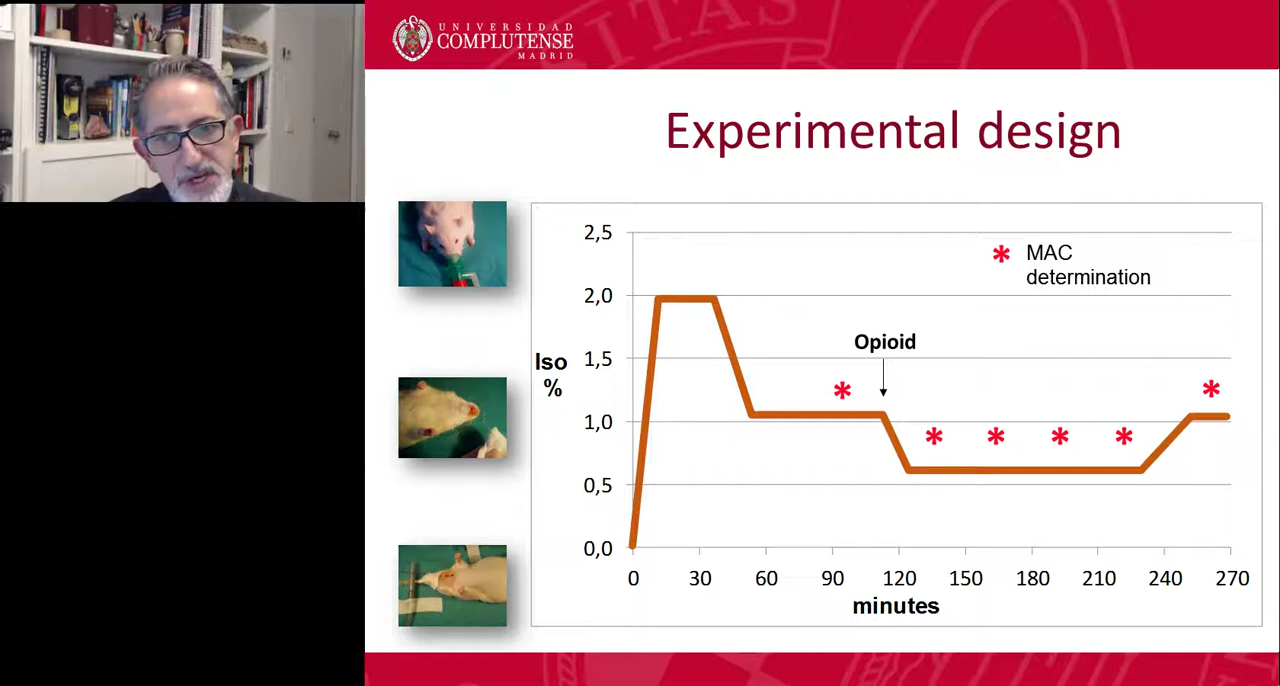 UNIVERSIDAD
COMPLUTENSE
MADRID
Experimental design
2,5
2,0
1,5
1,0
0,5
0,0
Iso
%
* MAC
determination
Opioid
*
*
*
*
*
*
0 30 60 90 120 150 180 210 240 270
minutes